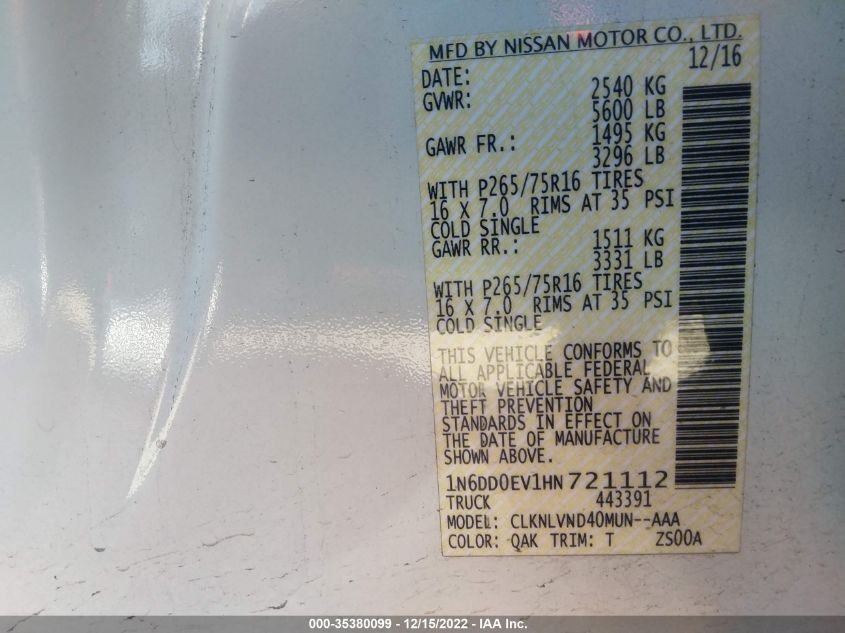 MFD BY NISSAN MOTOR CO., LTD.
DATE: 12/16
GVWR: 2540 KG
5600 LB
GAWR FR.: 1495 KG
3296 LB
WITH P265/75R16 TIRES
16 X 7.0 RIMS AT 35 PSI
COLD SINGLE
GAWR RR.: 1511 KG
3331 LB
WITH P265/75R16 TIRES
16 X 7.0 RIMS AT 35 PSI
COLD SINGLE
THIS VEHICLE CONFORMS TO
ALL APPLICABLE FEDERAL
MOTOR VEHICLE SAFETY AND
THEFT PREVENTION
STANDARDS IN EFFECT ON
THE DATE OF MANUFACTURE
SHOWN ABOVE.
1N6DD0EV1HN721112
TRUCK 443391
MODEL: CLKNLVND40MUN--AAA
COLOR: QAK TRIM: T ZS00A
000-35380099 - 12/15/2022 - IAA Inc.